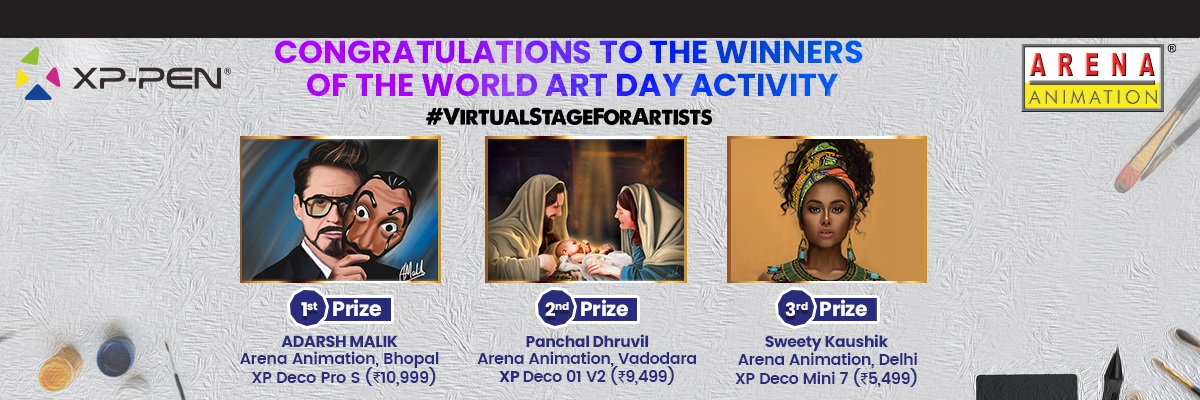 XP-PEN®
CONGRATULATIONS TO THE WINNERS
OF THE WORLD ART DAY ACTIVITY
#VIRTUALSTAGEFORARTISTS
ARENA®
ANIMATION
AMalik
1st Prize
ADARSH MALIK
Arena Animation, Bhopal
XP Deco Pro S (₹10,999)
2nd Prize
Panchal Dhruvil
Arena Animation, Vadodara
XP Deco 01 V2 (₹9,499)
3rd Prize
Sweety Kaushik
Arena Animation, Delhi
XP Deco Mini 7 (₹5,499)